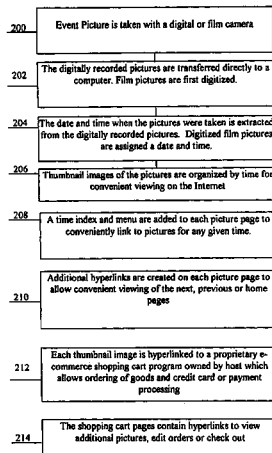 200
Event Picture is taken with a digital or film camera
202
The digitally recorded pictures are transferred directly to a
computer. Film pictures are first digitized.
204
The date and time when the pictures were taken is extracted
from the digitally recorded pictures. Digitized film pictures
are assigned a date and time.
206
Thumbnail images of the pictures are organized by time for
convenient viewing on the Internet
208
A time index and menu are added to each picture page to
conveniently link to pictures for any given time.
210
Additional hyperlinks are created on each picture page to
allow convenient viewing of the next, previous or home
pages
212
Each thumbnail image is hyperlinked to a proprietary e-
commerce shopping cart program owned by host which
allows ordering of goods and credit card or payment
processing
214
The shopping cart pages contain hyperlinks to view
additional pictures, edit orders or check out